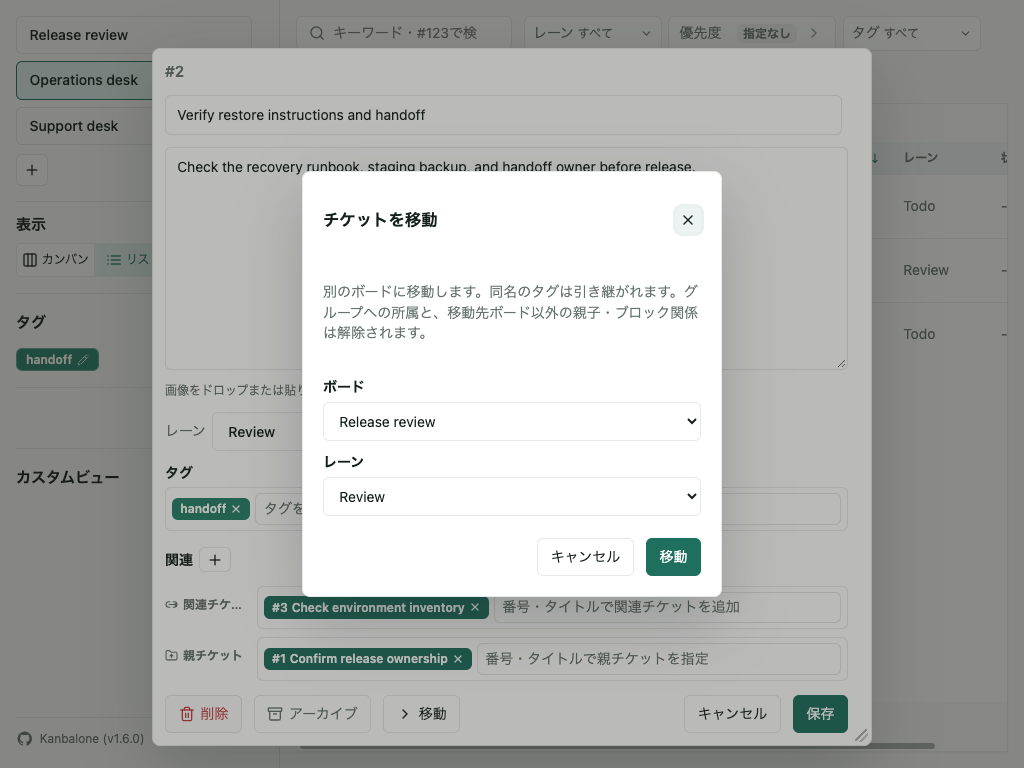 Release review
Operations desk
Support desk
表示
カンバン
リス
タグ
handoff
カスタムビュー
Kanbalone (v1.6.0)
キーワード・#123で検
レーン すべて
優先度 指定なし
タグ すべて
レーン
Todo
Review
Todo
#2
Verify restore instructions and handoff
Check the recovery runbook, staging backup, and handoff owner before release.
画像をドロップまたは貼り
レーン
Review
タグ
handoff
タグを
関連
関連チケ...
#3 Check environment inventory
番号・タイトルで関連チケットを追加
親チケット
#1 Confirm release ownership
番号・タイトルで親チケットを指定
削除
アーカイブ
移動
キャンセル
保存
チケットを移動
別のボードに移動します。同名のタグは引き継がれます。グ
ループへの所属と、移動先ボード以外の親子・ブロック関係
は解除されます。
ボード
Release review
レーン
Review
キャンセル
移動